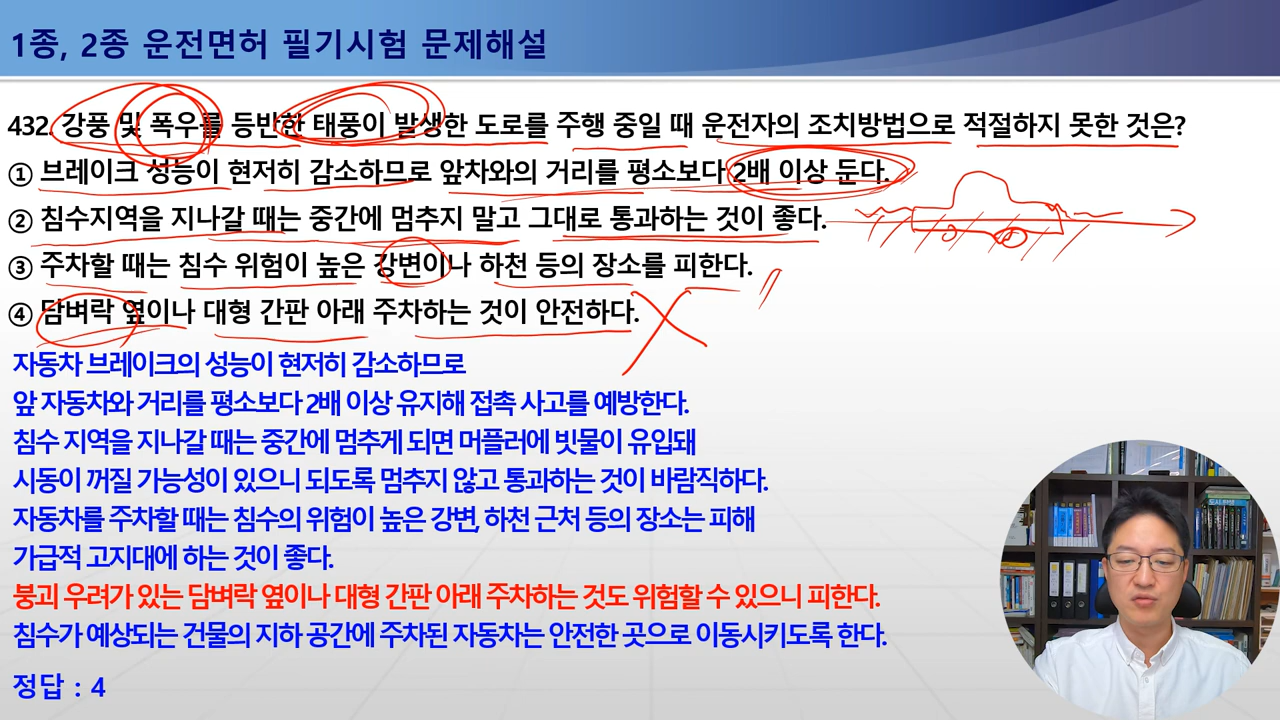 1종, 2종 운전면허 필기시험 문제해설
432. 강풍 및 폭우를 등반한 태풍이 발생한 도로를 주행 중일 때 운전자의 조치방법으로 적절하지 못한 것은?
① 브레이크 성능이 현저히 감소하므로 앞차와의 거리를 평소보다 2배 이상 둔다.
② 침수지역을 지나갈 때는 중간에 멈추지 말고 그대로 통과하는 것이 좋다.
③ 주차할 때는 침수 위험이 높은 강변이나 하천 등의 장소를 피한다.
④ 담벼락 옆이나 대형 간판 아래 주차하는 것이 안전하다.
자동차 브레이크의 성능이 현저히 감소하므로
앞 자동차와 거리를 평소보다 2배 이상 유지해 접촉 사고를 예방한다.
침수 지역을 지나갈 때는 중간에 멈추게 되면 머플러에 빗물이 유입돼
시동이 꺼질 가능성이 있으니 되도록 멈추지 않고 통과하는 것이 바람직하다.
자동차를 주차할 때는 침수의 위험이 높은 강변, 하천 근처 등의 장소는 피해
가급적 고지대에 하는 것이 좋다.
붕괴 우려가 있는 담벼락 옆이나 대형 간판 아래 주차하는 것도 위험할 수 있으니 피한다.
침수가 예상되는 건물의 지하 공간에 주차된 자동차는 안전한 곳으로 이동시키도록 한다.
정답 : 4